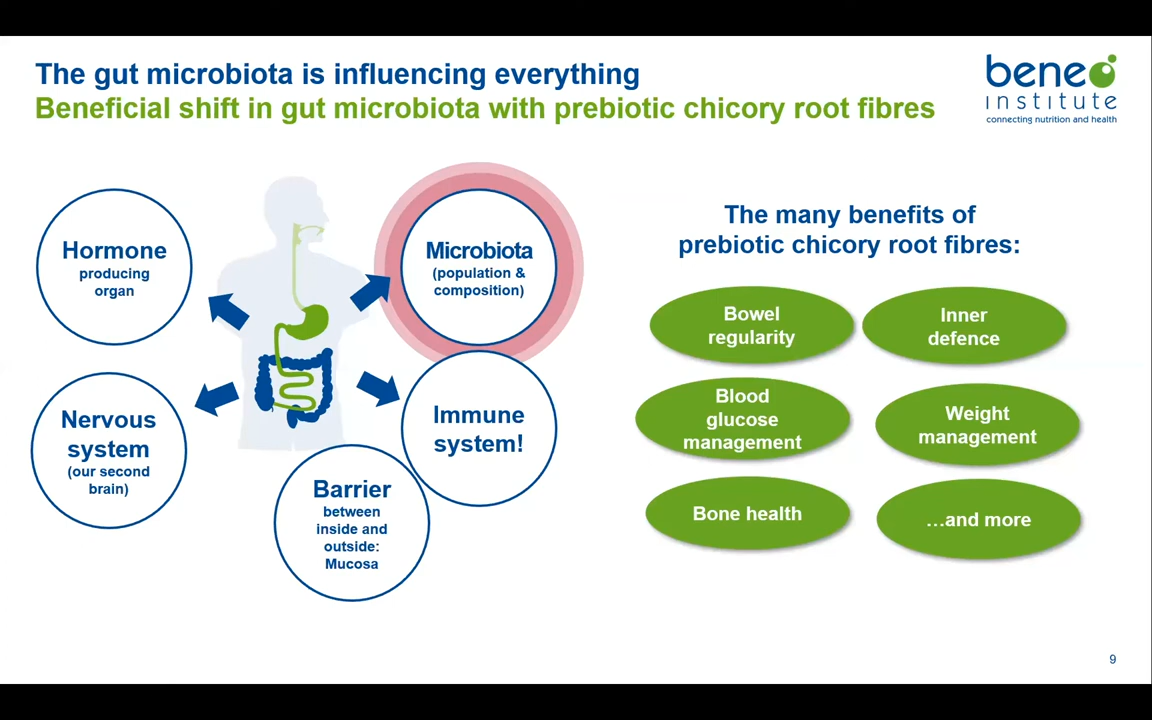 The gut microbiota is influencing everything
Beneficial shift in gut microbiota with prebiotic chicory root fibres
beneo
institute
connecting nutrition and health
Hormone
producing
organ
Microbiota
(population &
composition)
Nervous
system
(our second
brain)
Immune
system!
Barrier
between
inside and
outside:
Mucosa
The many benefits of
prebiotic chicory root fibres:
Bowel
regularity
Inner
defence
Blood
glucose
management
Weight
management
Bone health
…and more
9